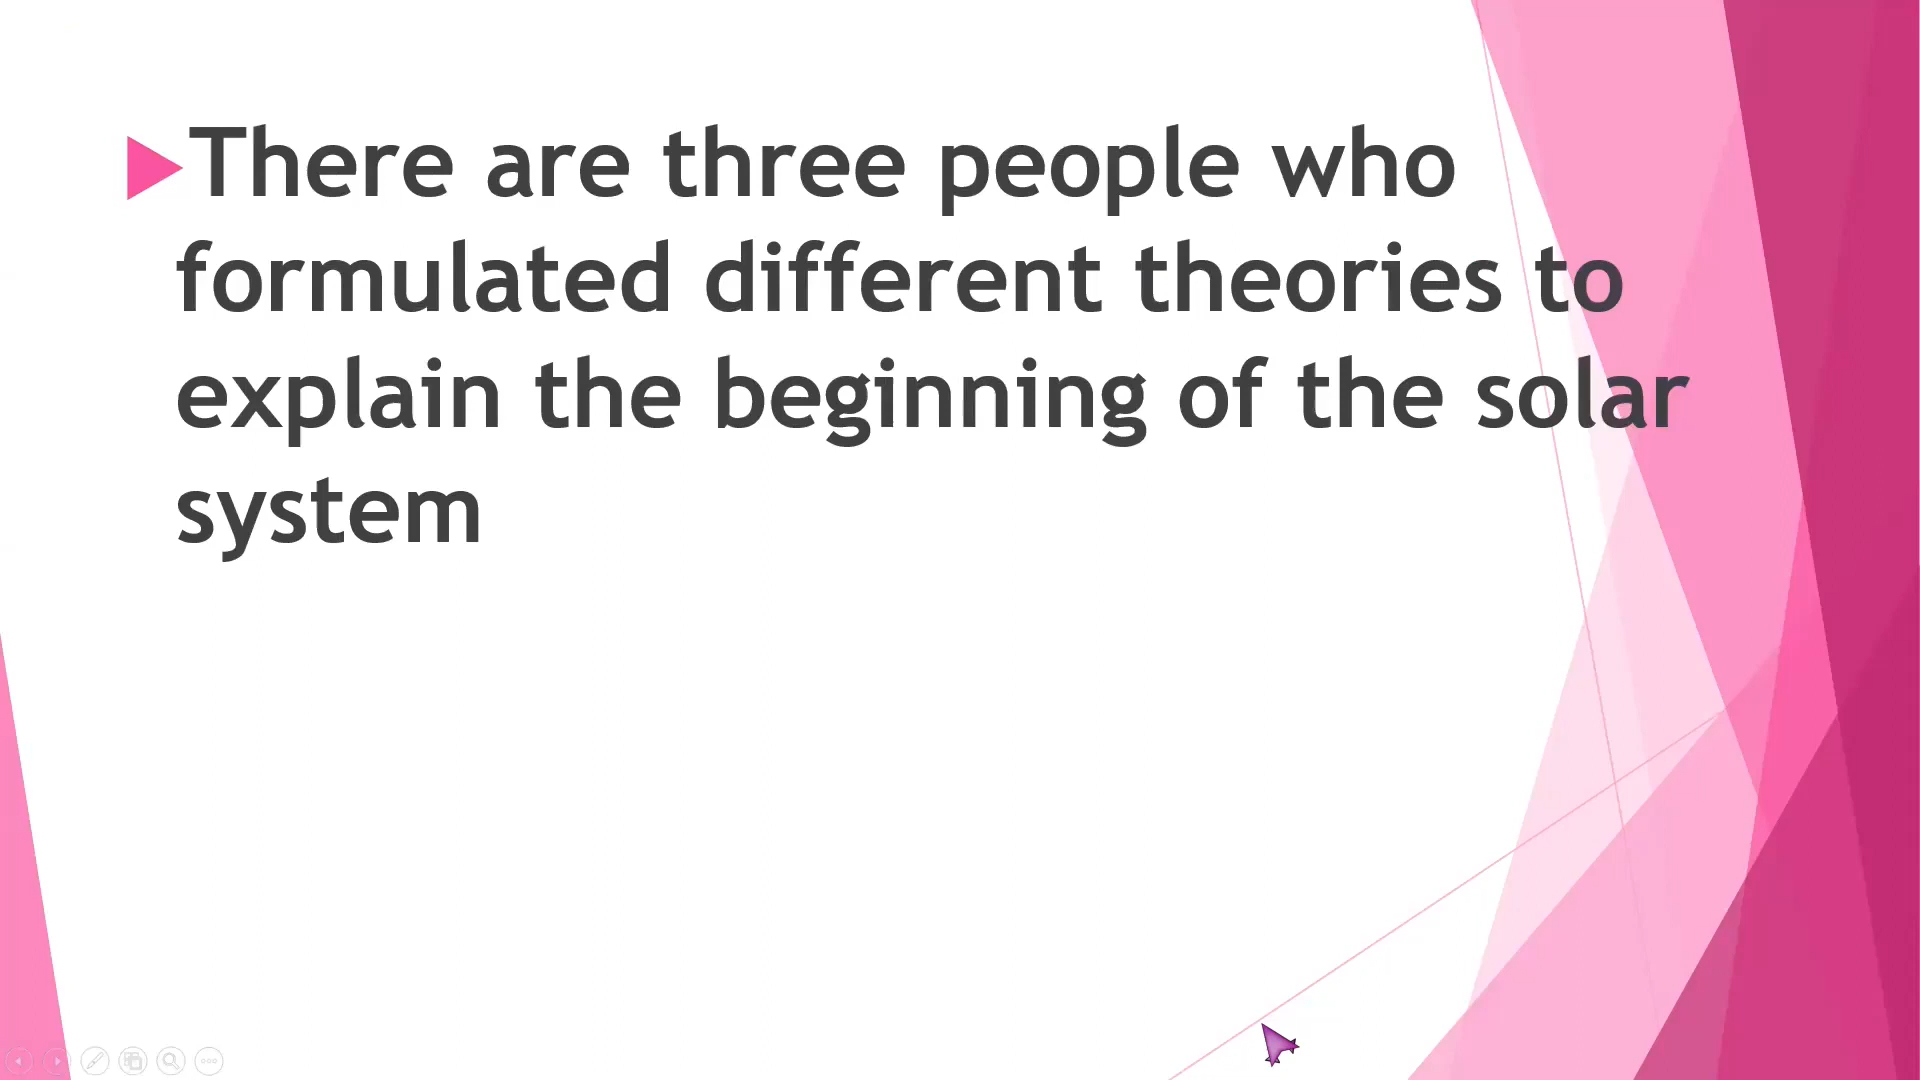 There are three people who
formulated different theories to
explain the beginning of the solar
system